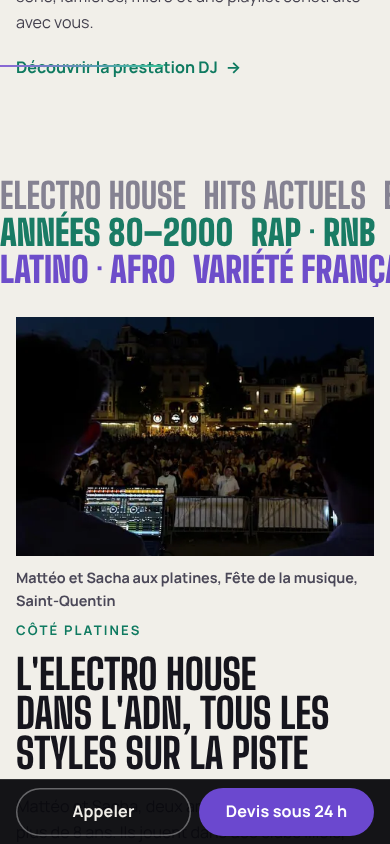 avec vous.
Découvrir la prestation DJ →
ELECTRO HOUSE HITS ACTUELS
ANNÉES 80–2000 RAP · RNB
LATINO · AFRO VARIÉTÉ FRANÇA
Mattéo et Sacha aux platines, Fête de la musique,
Saint-Quentin
CÔTÉ PLATINES
L'ELECTRO HOUSE
DANS L'ADN, TOUS LES
STYLES SUR LA PISTE
Appeler
Devis sous 24 h